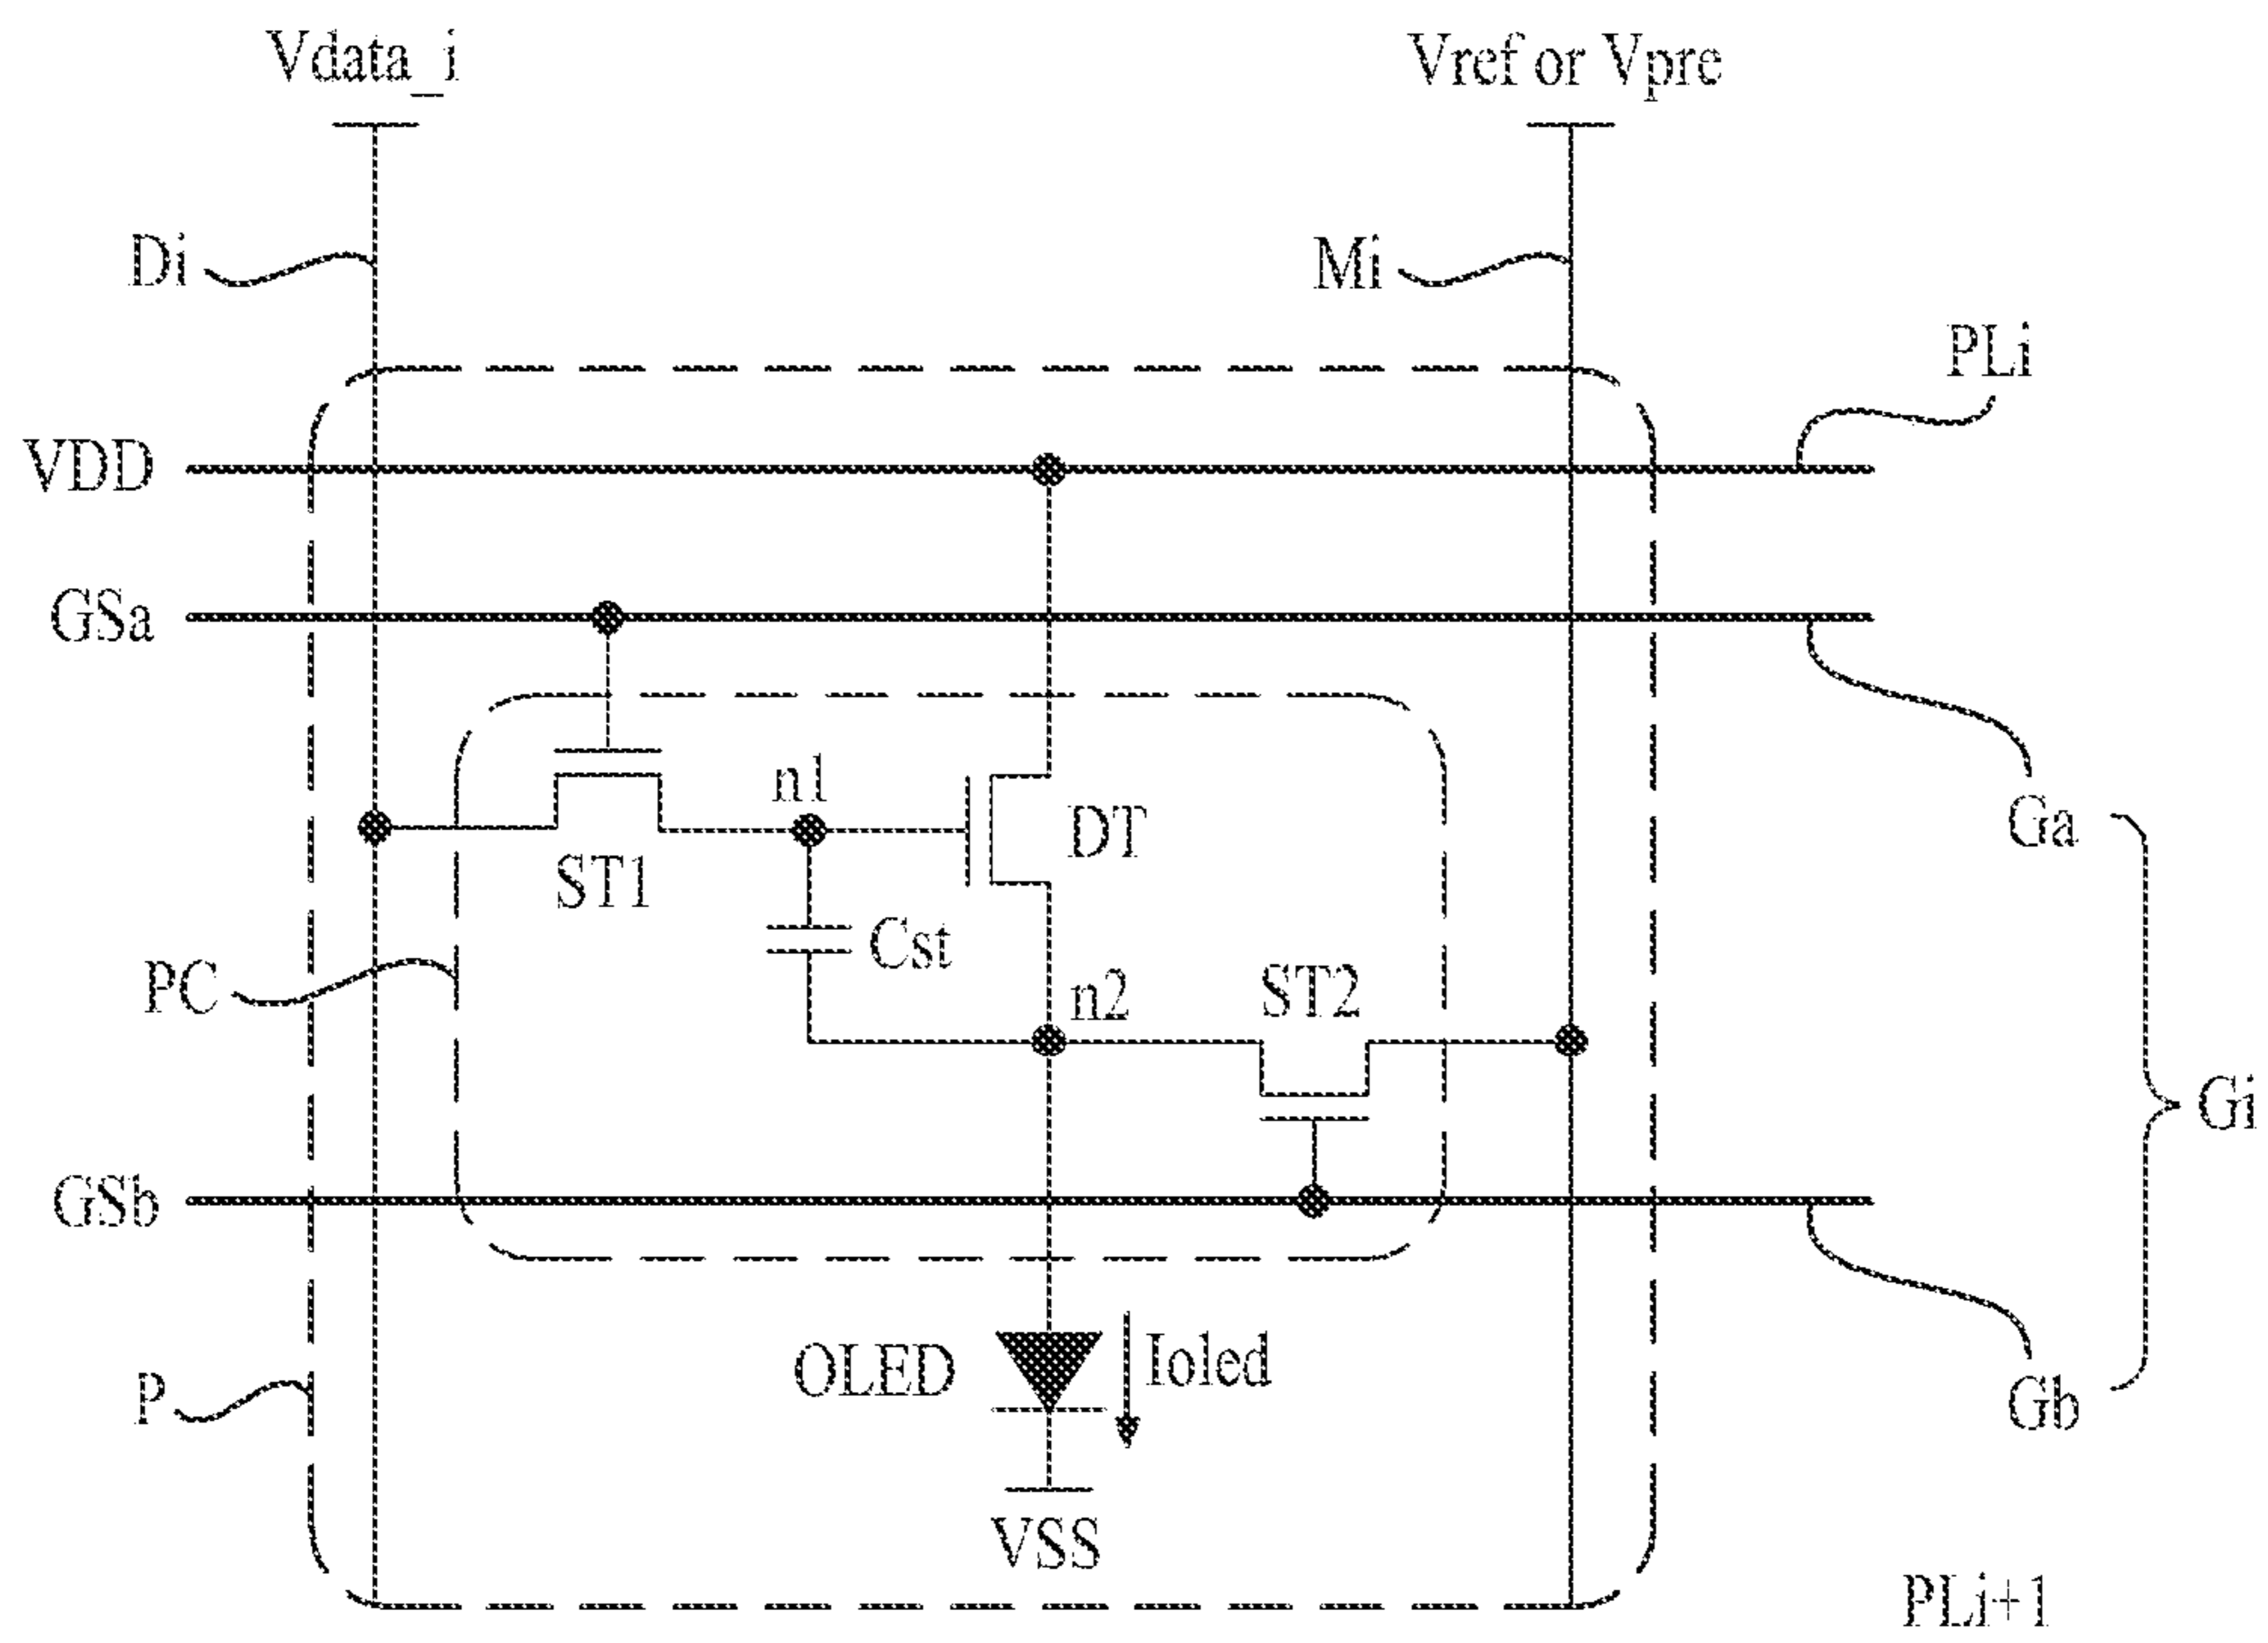 Vdata_i
Vref or Vpre
Di
Mi
PLi
VDD
GSa
n1
DT
Ga
ST1
Cst
PC
n2
ST2
Gi
GSb
OLED
Ioled
P
Gb
VSS
PLi+1